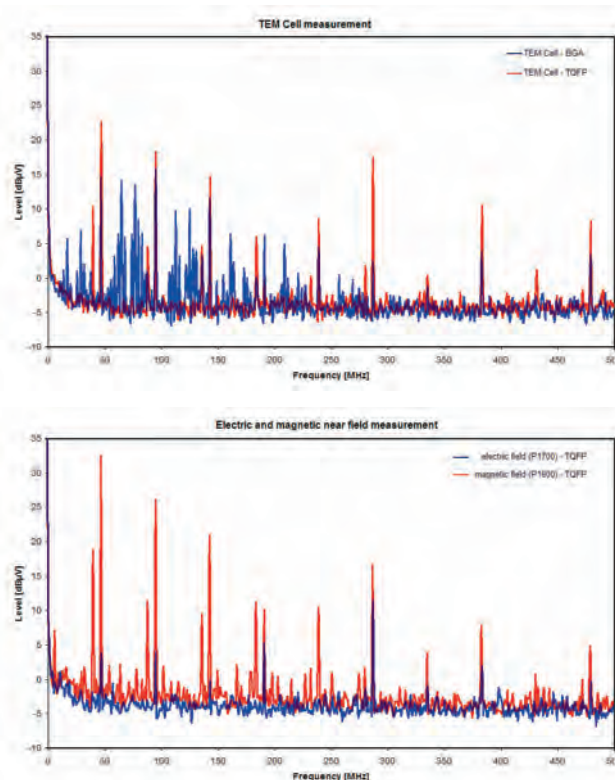 TEM Cell measurement
35
30
25
20
15
10
5
0
-5
-10
Level [dBµV]
TEM Cell - BGA
TEM Cell - TQFP
0 50 100 150 200 250 300 350 400 450 500
Frequency [MHz]
Electric and magnetic near field measurement
35
30
25
20
15
10
5
0
-5
-10
Level [dBµV]
electric field (P1700) - TQFP
magnetic field (P1600) - TQFP
0 50 100 150 200 250 300 350 400 450 500
Frequency [MHz]